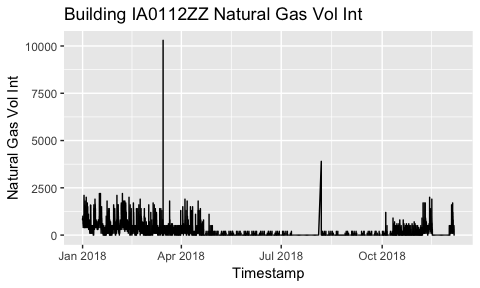 Building IA0112ZZ Natural Gas Vol Int
Natural Gas Vol Int
10000
7500
5000
2500
0
Jan 2018 Apr 2018 Jul 2018 Oct 2018
Timestamp